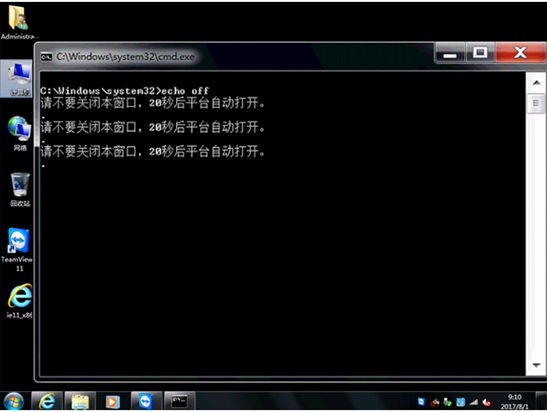 Administra...
C:\Windows\system32\cmd.exe
计算机
C:\Windows\system32>echo off
请不要关闭本窗口，20秒后平台自动打开。
.
请不要关闭本窗口，20秒后平台自动打开。
.
请不要关闭本窗口，20秒后平台自动打开。
.
网络
回收站
TeamView
11
ie11_x86
9:10
2017/8/1